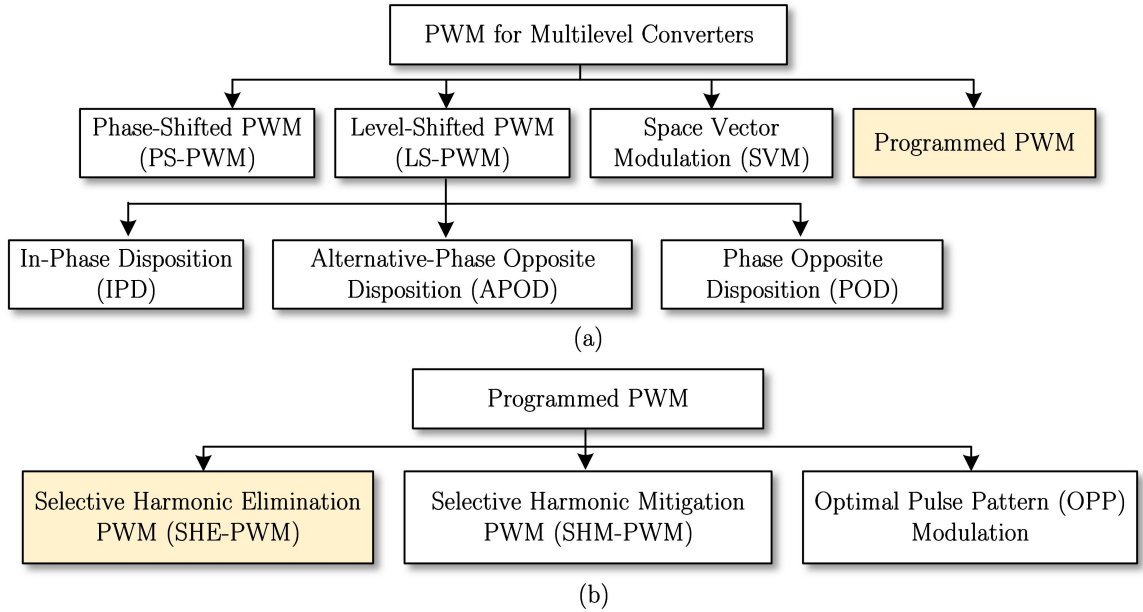 PWM for Multilevel Converters
Phase-Shifted PWM
(PS-PWM)
Level-Shifted PWM
(LS-PWM)
Space Vector
Modulation (SVM)
Programmed PWM
In-Phase Disposition
(IPD)
Alternative-Phase Opposite
Disposition (APOD)
Phase Opposite
Disposition (POD)
(a)
Programmed PWM
Selective Harmonic Elimination
PWM (SHE-PWM)
Selective Harmonic Mitigation
PWM (SHM-PWM)
Optimal Pulse Pattern (OPP)
Modulation
(b)